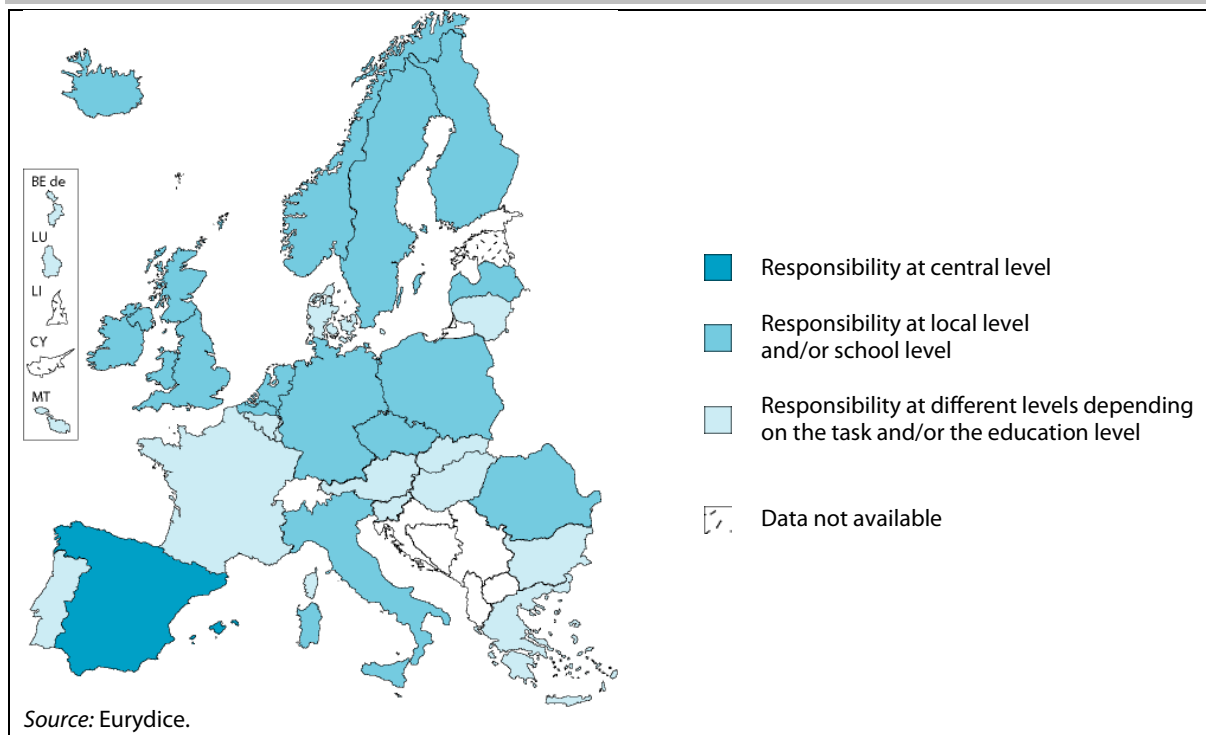 BE de
LU
LI
CY
MT
Responsibility at central level
Responsibility at local level
and/or school level
Responsibility at different levels depending
on the task and/or the education level
Data not available
Source: Eurydice.